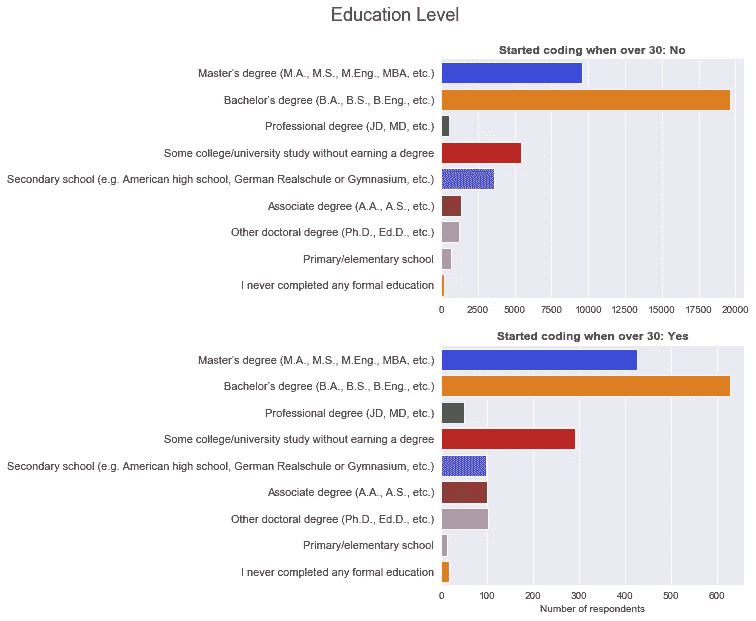 Education Level
Started coding when over 30: No
Master's degree (M.A., M.S., M.Eng., MBA, etc.)
Bachelor's degree (B.A., B.S., B.Eng., etc.)
Professional degree (JD, MD, etc.)
Some college/university study without earning a degree
Secondary school (e.g. American high school, German Realschule or Gymnasium, etc.)
Associate degree (A.A., A.S., etc.)
Other doctoral degree (Ph.D., Ed.D., etc.)
Primary/elementary school
I never completed any formal education
0 2500 5000 7500 10000 12500 15000 17500 20000
Started coding when over 30: Yes
Master's degree (M.A., M.S., M.Eng., MBA, etc.)
Bachelor's degree (B.A., B.S., B.Eng., etc.)
Professional degree (JD, MD, etc.)
Some college/university study without earning a degree
Secondary school (e.g. American high school, German Realschule or Gymnasium, etc.)
Associate degree (A.A., A.S., etc.)
Other doctoral degree (Ph.D., Ed.D., etc.)
Primary/elementary school
I never completed any formal education
0 100 200 300 400 500 600
Number of respondents